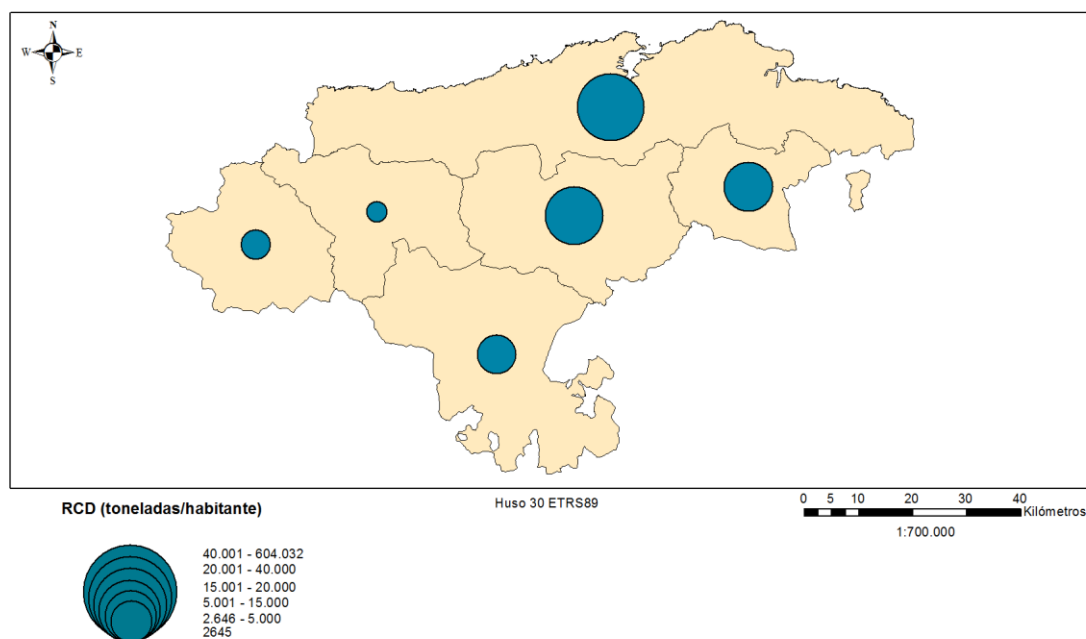 N
W E
S
RCD (toneladas/habitante)
40.001 - 604.032
20.001 - 40.000
15.001 - 20.000
5.001 - 15.000
2.646 - 5.000
2645
Huso 30 ETRS89
0 5 10 20 30 40
Kilómetros
1:700.000